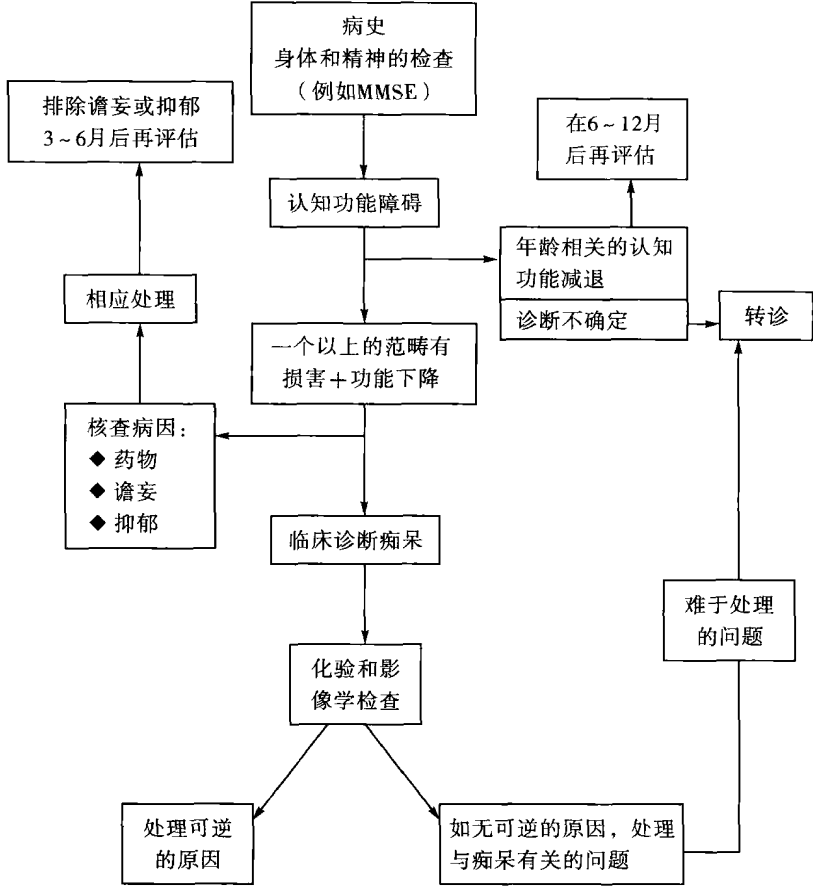 病史
身体和精神的检查
（例如MMSE）
排除谵妄或抑郁
3~6月后再评估
在6~12月
后再评估
认知功能障碍
年龄相关的认知
功能减退
相应处理
诊断不确定
转诊
一个以上的范畴有
损害+功能下降
核查病因：
◆ 药物
◆ 谵妄
◆ 抑郁
临床诊断痴呆
难于处理
的问题
化验和影
像学检查
处理可逆
的原因
如无可逆的原因，处理
与痴呆有关的问题